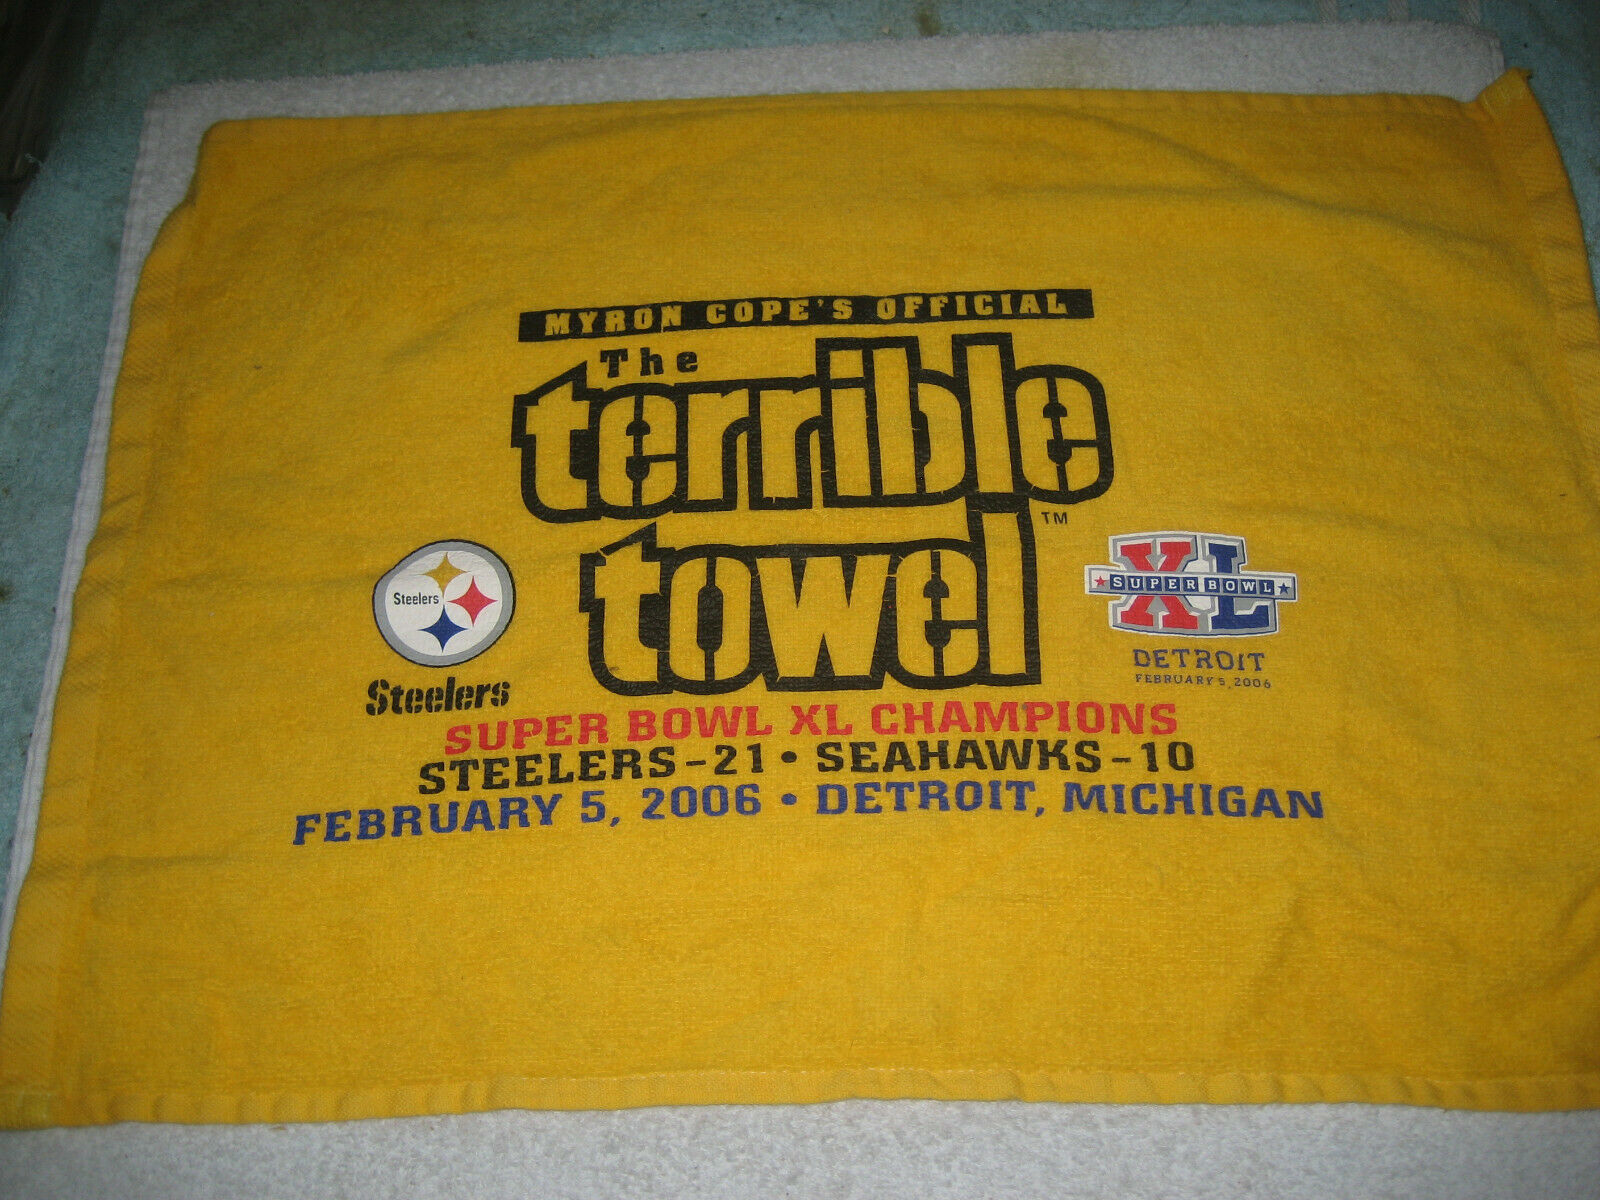 MYRON COPE'S OFFICIAL
The
terrible
towel
TM
Steelers
Steelers
XL
SUPER BOWL
DETROIT
FEBRUARY 5, 2006
SUPER BOWL XL CHAMPIONS
STEELERS-21 • SEAHAWKS-10
FEBRUARY 5, 2006 • DETROIT, MICHIGAN